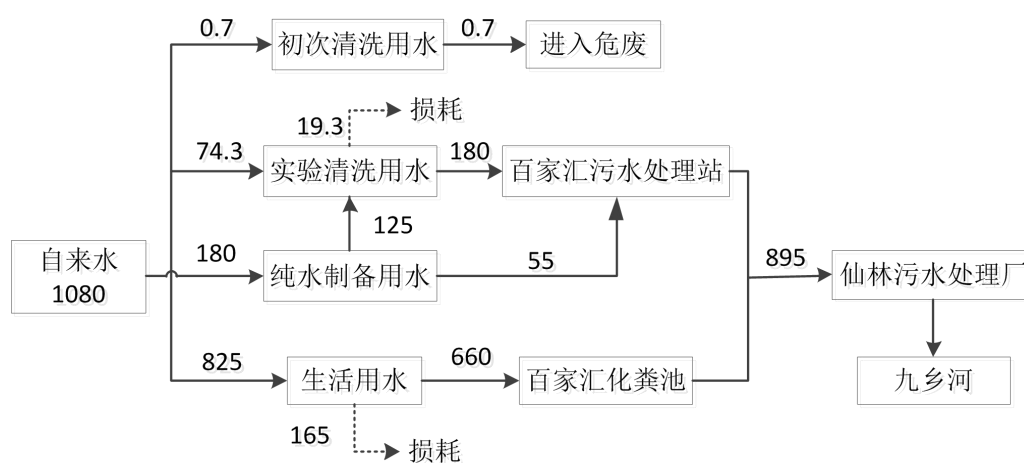 0.7
初次清洗用水
0.7
进入危废
损耗
19.3
74.3
实验清洗用水
180
百家汇污水处理站
125
自来水
1080
180
纯水制备用水
55
895
仙林污水处理厂
825
生活用水
660
百家汇化粪池
九乡河
165
损耗